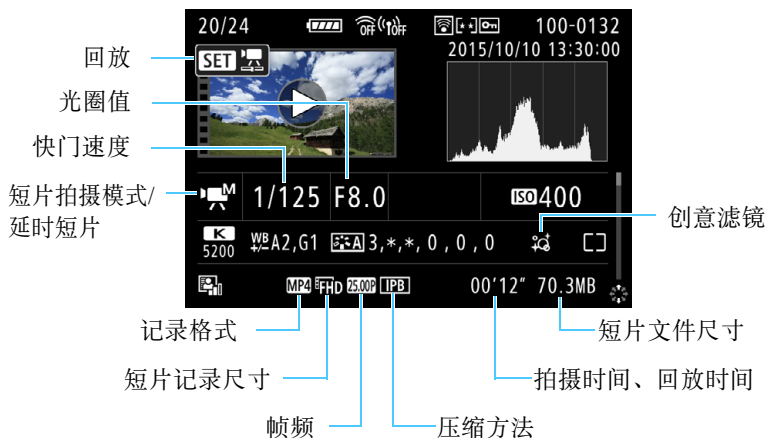 20/24 OFF OFF 100-0132
回放 SET 2015/10/10 13:30:00
光圈值
快门速度
短片拍摄模式/
延时短片
M 1/125 F8.0 ISO 400
创意滤镜
K 5200 WB +/- A2,G1 A 3,*,*,0,0,0
MP4 FHD 25.00P IPB 00'12" 70.3MB
记录格式 短片文件尺寸
短片记录尺寸 拍摄时间、回放时间
帧频 压缩方法